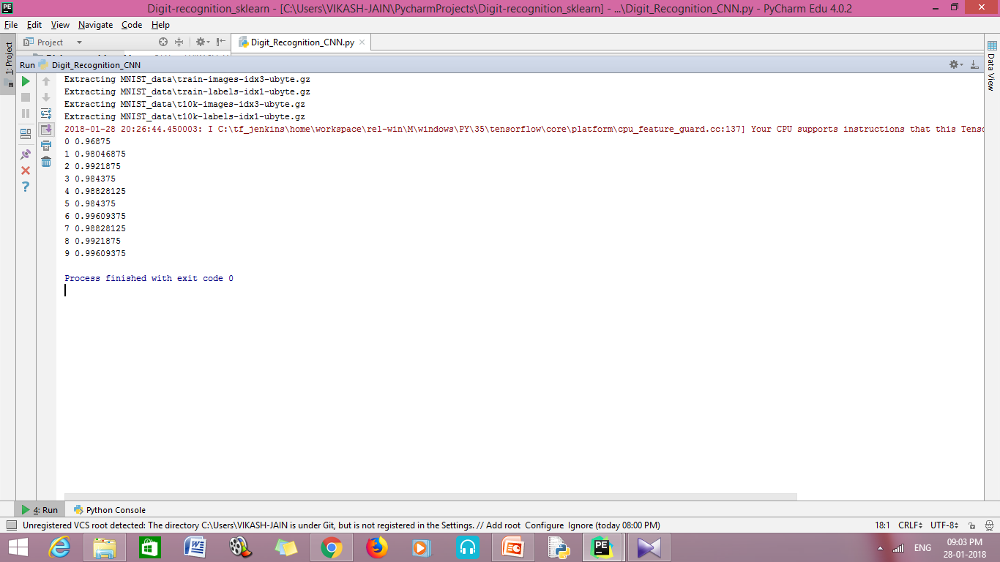 Digit-recognition_sklearn - [C:\Users\VIKASH-JAIN\PycharmProjects\Digit-recognition_sklearn] - ...\Digit_Recognition_CNN.py - PyCharm Edu 4.0.2
File Edit View Navigate Code Help
Project
Digit_Recognition_CNN.py
1: Project
Data View
Run Digit_Recognition_CNN
Extracting MNIST_data\train-images-idx3-ubyte.gz
Extracting MNIST_data\train-labels-idx1-ubyte.gz
Extracting MNIST_data\t10k-images-idx3-ubyte.gz
Extracting MNIST_data\t10k-labels-idx1-ubyte.gz
2018-01-28 20:26:44.450003: I C:\tf_jenkins\home\workspace\rel-win\M\windows\PY\35\tensorflow\core\platform\cpu_feature_guard.cc:137] Your CPU supports instructions that this Tenso
0 0.96875
1 0.98046875
2 0.9921875
3 0.984375
4 0.98828125
5 0.984375
6 0.99609375
7 0.98828125
8 0.9921875
9 0.99609375
Process finished with exit code 0
4: Run Python Console
Unregistered VCS root detected: The directory C:\Users\VIKASH-JAIN is under Git, but is not registered in the Settings. // Add root Configure Ignore (today 08:00 PM) 18:1 CRLF UTF-8
PE
ENG
09:03 PM
28-01-2018